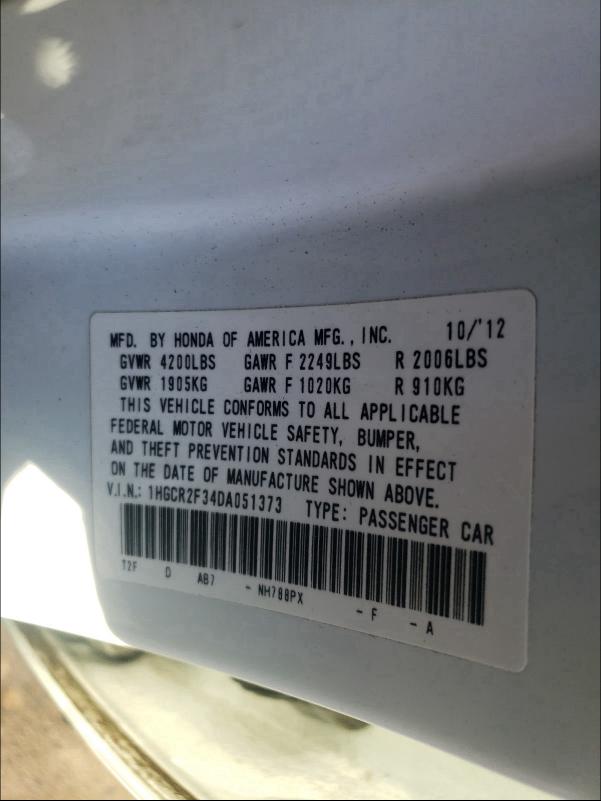 MFD. BY HONDA OF AMERICA MFG., INC. 10/'12
GVWR 4200LBS GAWR F 2249LBS R 2006LBS
GVWR 1905KG GAWR F 1020KG R 910KG
THIS VEHICLE CONFORMS TO ALL APPLICABLE
FEDERAL MOTOR VEHICLE SAFETY, BUMPER,
AND THEFT PREVENTION STANDARDS IN EFFECT
ON THE DATE OF MANUFACTURE SHOWN ABOVE.
V.I.N.: 1HGCR2F34DA051373 TYPE: PASSENGER CAR
T2F D AB7 - NH788PX - F - A